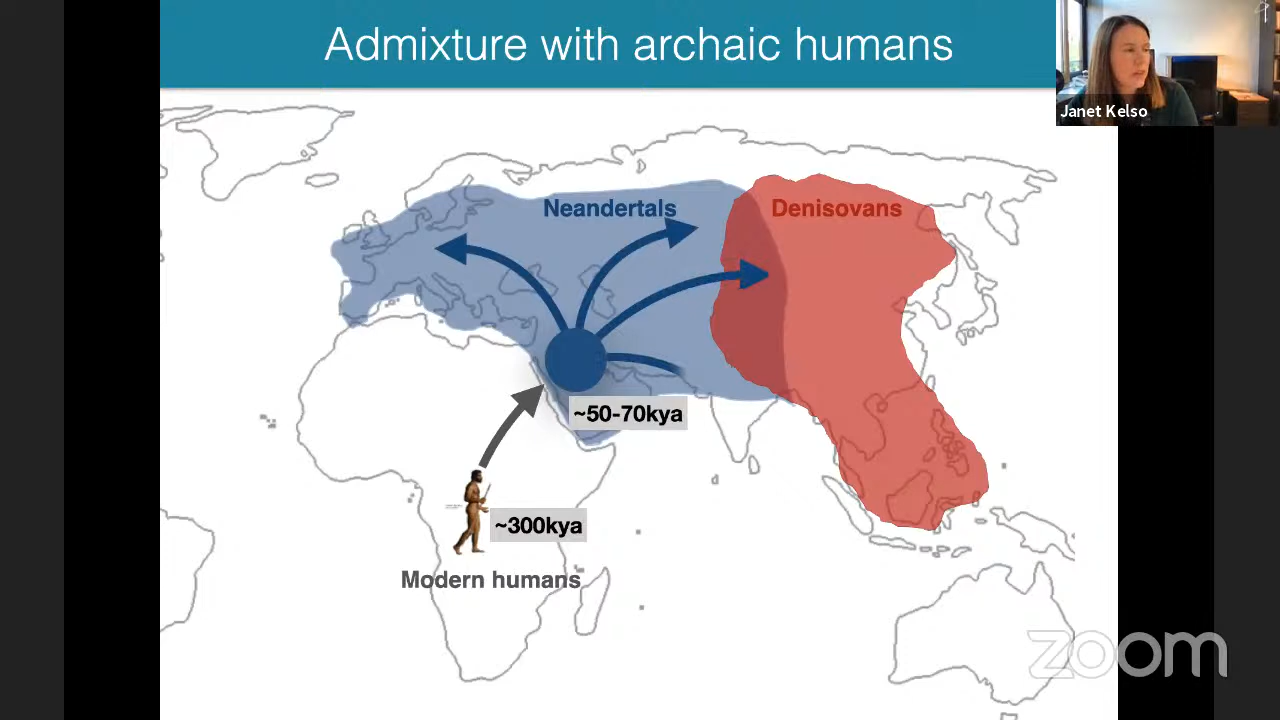 Admixture with archaic humans
Janet Kelso
Neandertals
Denisovans
~50-70kya
~300kya
Modern humans
zoom